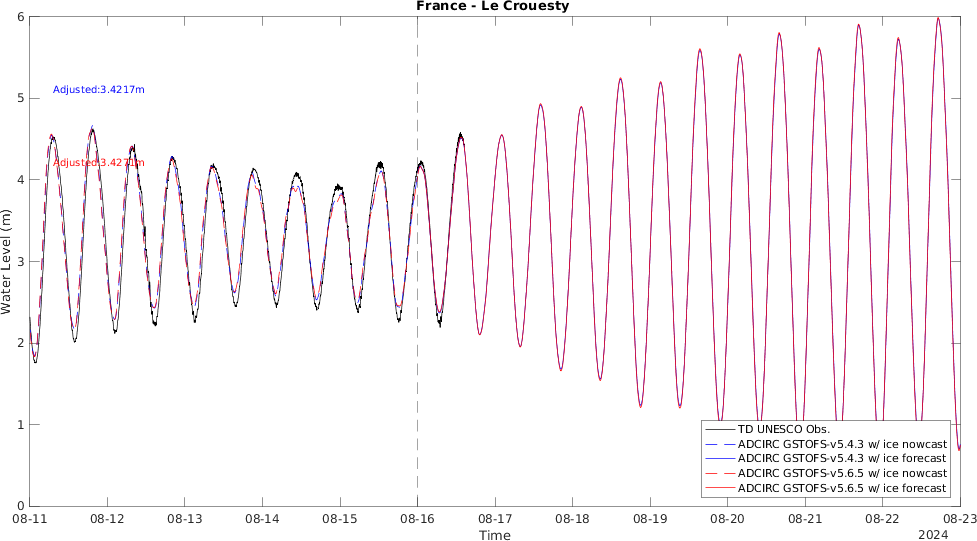 France - Le Crouesty
6
5
4
3
2
1
0
Water Level (m)
Adjusted:3.4217m
Adjusted:3.4271m
TD UNESCO Obs.
ADCIRC GSTOFS-v5.4.3 w/ ice nowcast
ADCIRC GSTOFS-v5.4.3 w/ ice forecast
ADCIRC GSTOFS-v5.6.5 w/ ice nowcast
ADCIRC GSTOFS-v5.6.5 w/ ice forecast
08-11 08-12 08-13 08-14 08-15 08-16 08-17 08-18 08-19 08-20 08-21 08-22 08-23
Time
2024